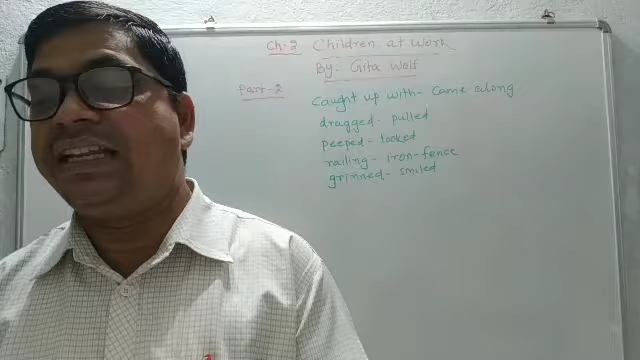 Ch-2 Children at Work
By:- Gita Wolf
Part-2
Caught up with- Came along
dragged- pulled
peeped- looked
railing- iron-fence
grinned- smiled